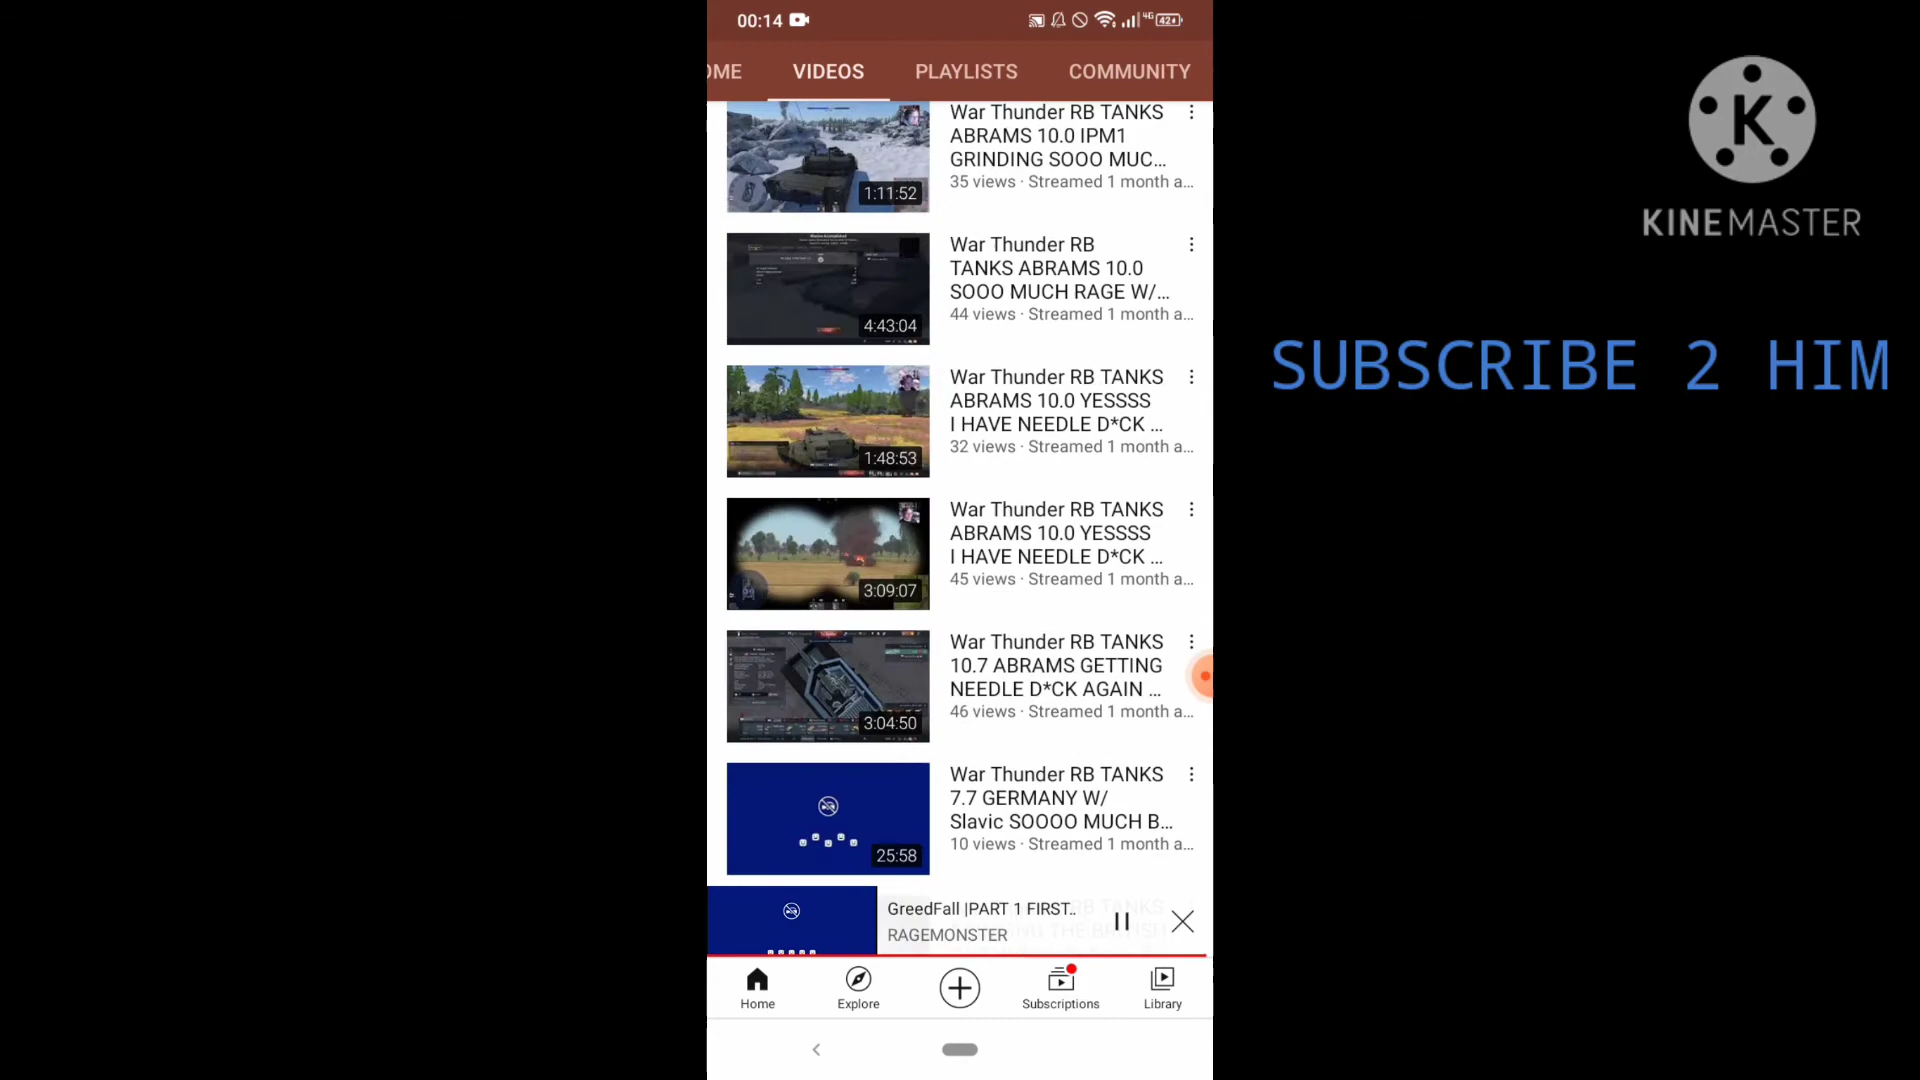 00:14
4G
42
OME VIDEOS PLAYLISTS COMMUNITY
War Thunder RB TANKS
ABRAMS 10.0 IPM1
GRINDING SOOO MUC...
35 views · Streamed 1 month a...
1:11:52
War Thunder RB
TANKS ABRAMS 10.0
SOOO MUCH RAGE W/...
44 views · Streamed 1 month a...
4:43:04
War Thunder RB TANKS
ABRAMS 10.0 YESSSS
I HAVE NEEDLE D*CK ...
32 views · Streamed 1 month a...
1:48:53
War Thunder RB TANKS
ABRAMS 10.0 YESSSS
I HAVE NEEDLE D*CK ...
45 views · Streamed 1 month a...
3:09:07
War Thunder RB TANKS
10.7 ABRAMS GETTING
NEEDLE D*CK AGAIN ...
46 views · Streamed 1 month a...
3:04:50
War Thunder RB TANKS
7.7 GERMANY W/
Slavic SOOOO MUCH B...
10 views · Streamed 1 month a...
25:58
GreedFall |PART 1 FIRST..
RAGEMONSTER
Home Explore Subscriptions Library
K
KINEMASTER
SUBSCRIBE 2 HIM